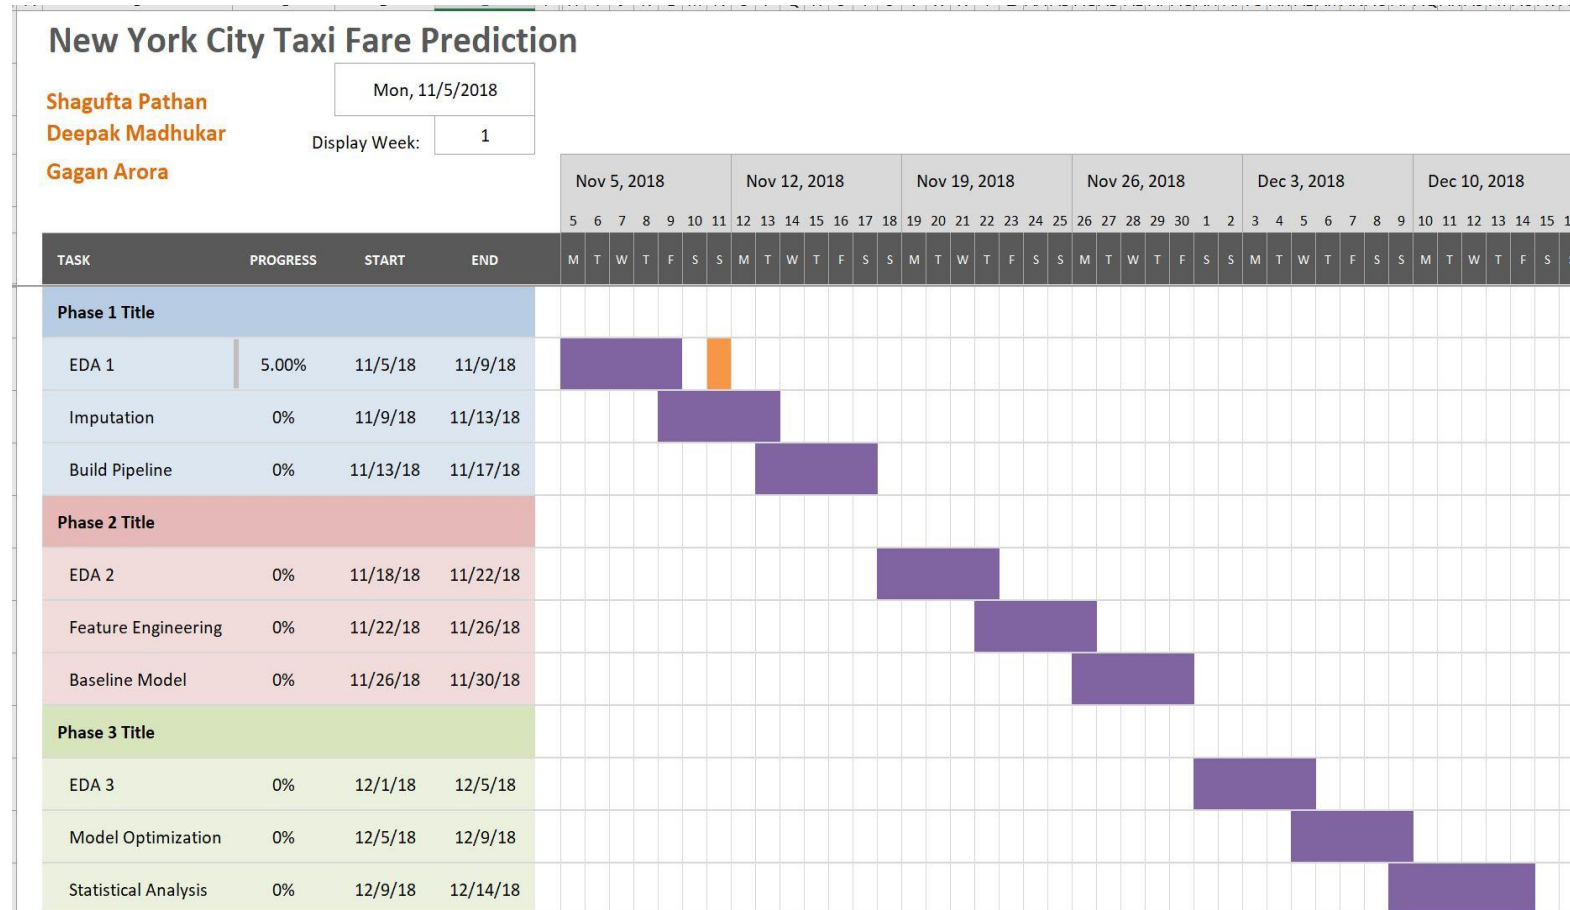 New York City Taxi Fare Prediction
Shagufta Pathan
Mon, 11/5/2018
Deepak Madhukar
Display Week: 1
Gagan Arora
Nov 5, 2018 Nov 12, 2018 Nov 19, 2018 Nov 26, 2018 Dec 3, 2018 Dec 10, 2018
5 6 7 8 9 10 11 12 13 14 15 16 17 18 19 20 21 22 23 24 25 26 27 28 29 30 1 2 3 4 5 6 7 8 9 10 11 12 13 14 15
TASK PROGRESS START END M T W T F S S M T W T F S S M T W T F S S M T W T F S S M T W T F S S M T W T F S
Phase 1 Title
EDA 1 5.00% 11/5/18 11/9/18
Imputation 0% 11/9/18 11/13/18
Build Pipeline 0% 11/13/18 11/17/18
Phase 2 Title
EDA 2 0% 11/18/18 11/22/18
Feature Engineering 0% 11/22/18 11/26/18
Baseline Model 0% 11/26/18 11/30/18
Phase 3 Title
EDA 3 0% 12/1/18 12/5/18
Model Optimization 0% 12/5/18 12/9/18
Statistical Analysis 0% 12/9/18 12/14/18